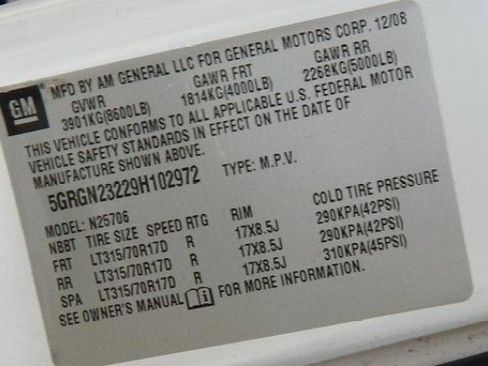 GM
MFD BY AM GENERAL LLC FOR GENERAL MOTORS CORP. 12/08
GVWR GAWR FRT GAWR RR
3901KG(8600LB) 1814KG(4000LB) 2268KG(5000LB)
THIS VEHICLE CONFORMS TO ALL APPLICABLE U.S. FEDERAL MOTOR
VEHICLE SAFETY STANDARDS IN EFFECT ON THE DATE OF
MANUFACTURE SHOWN ABOVE.
5GRGN23229H102972 TYPE: M.P.V.
MODEL: N25706
NBBT TIRE SIZE SPEED RTG RIM COLD TIRE PRESSURE
FRT LT315/70R17D R 17X8.5J 290KPA(42PSI)
RR LT315/70R17D R 17X8.5J 290KPA(42PSI)
SPA LT315/70R17D R 17X8.5J 310KPA(45PSI)
SEE OWNER'S MANUAL FOR MORE INFORMATION.